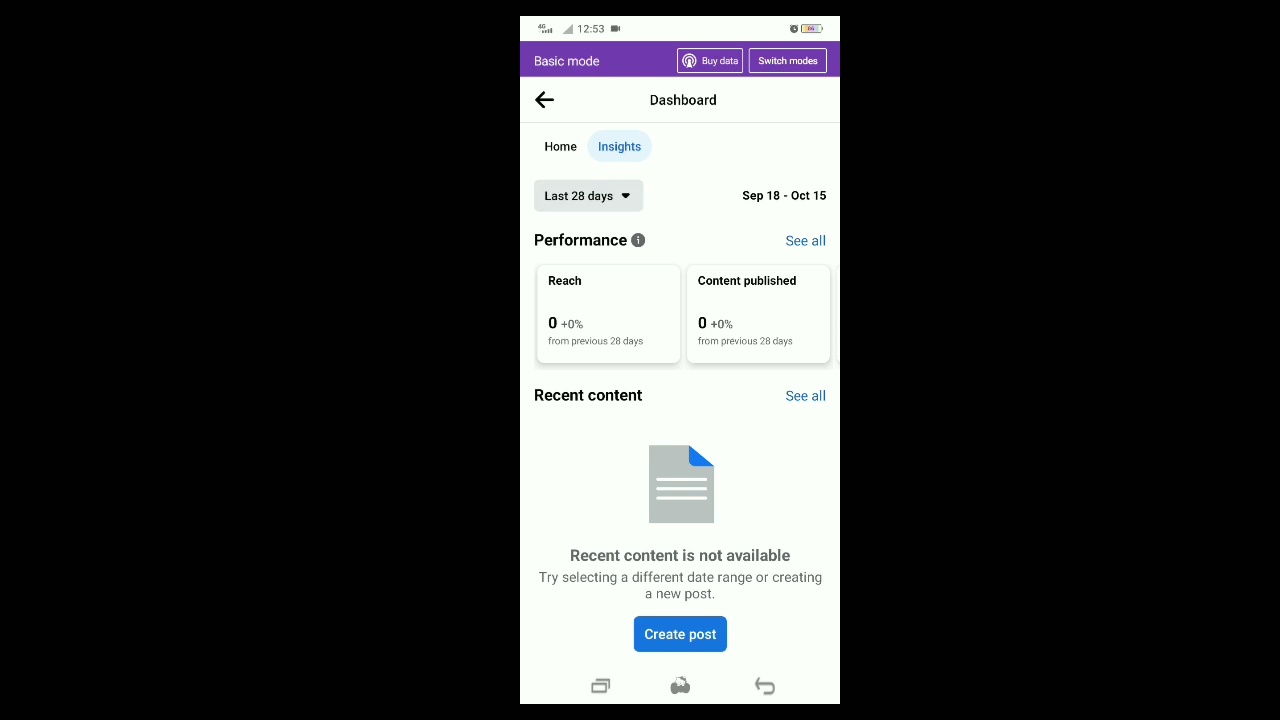 4G 12:53
Basic mode Buy data Switch modes
Dashboard
Home Insights
Last 28 days Sep 18 - Oct 15
Performance See all
Reach Content published
0 +0% 0 +0%
from previous 28 days from previous 28 days
Recent content See all
Recent content is not available
Try selecting a different date range or creating
a new post.
Create post